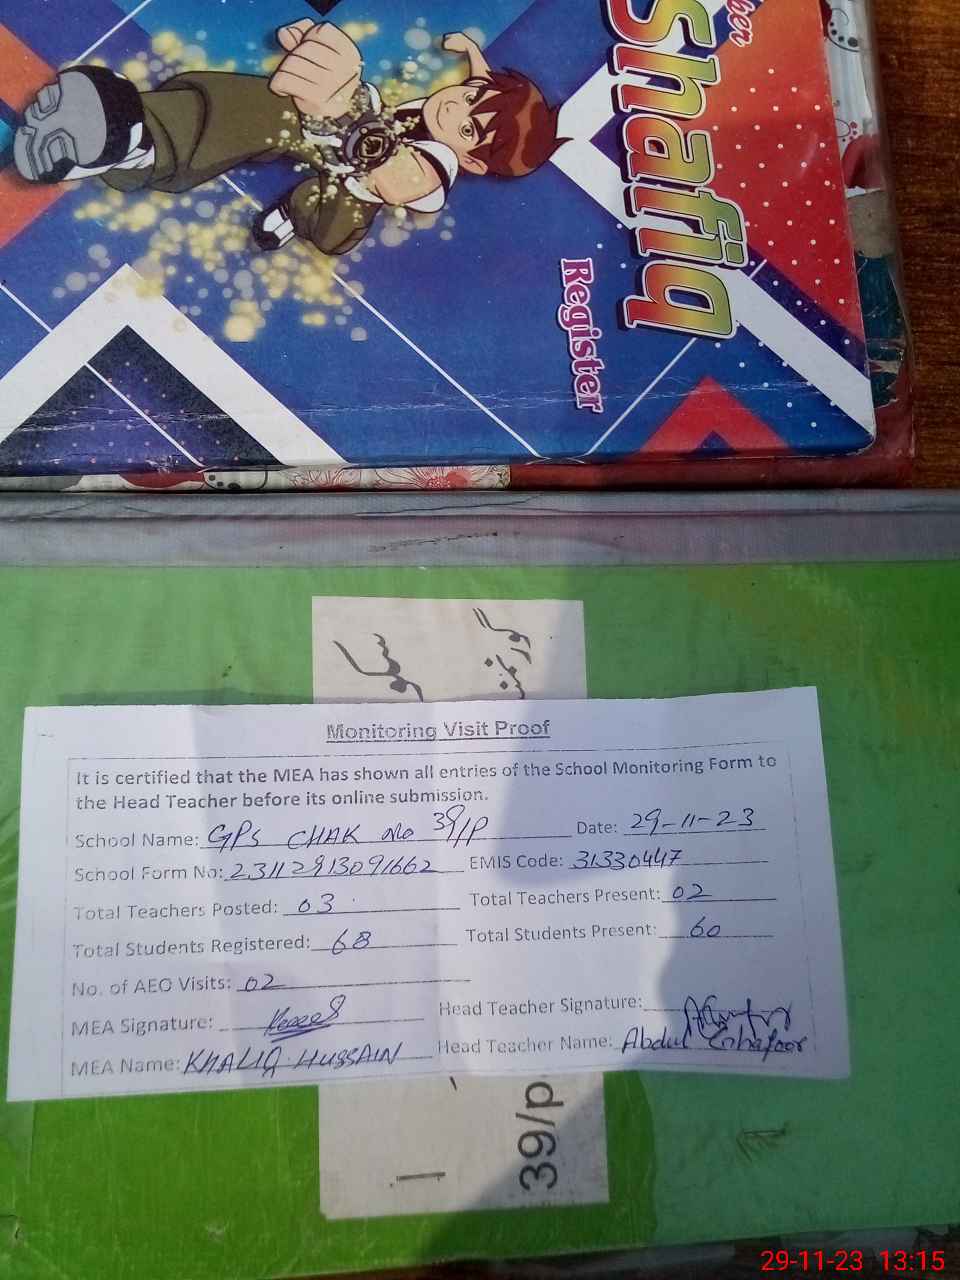 Shafiq
Register
گورنمنٹ
Monitoring Visit Proof
It is certified that the MEA has shown all entries of the School Monitoring Form to
the Head Teacher before its online submission.
School Name: GPS CHAK No 39/P Date: 29-11-23
School Form No: 23112913091662 EMIS Code: 31330447
Total Teachers Posted: 03 Total Teachers Present: 02
Total Students Registered: 68 Total Students Present: 60
No. of AEO Visits: 02
MEA Signature: Head Teacher Signature:
MEA Name: KHALIQ HUSSAIN Head Teacher Name: Abdul Ghafoor
39/p
29-11-23 13:15